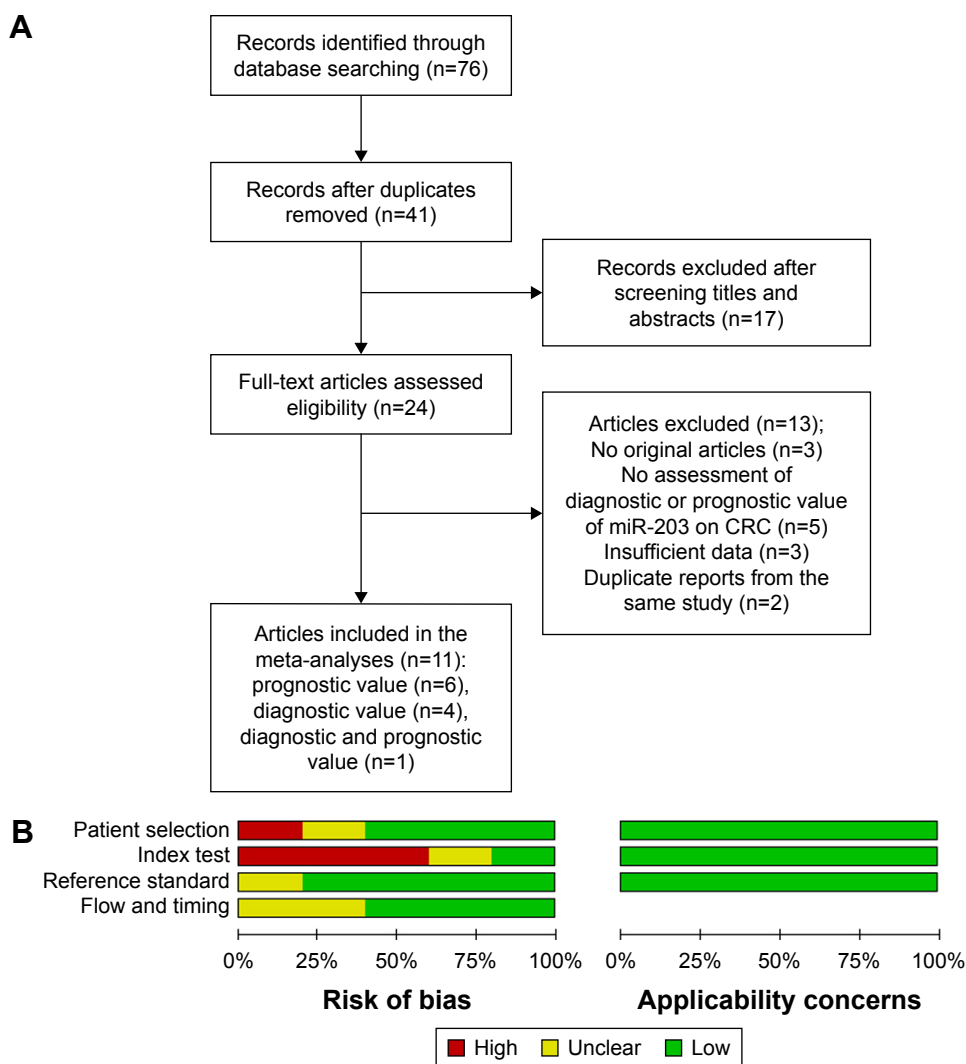 A
Records identified through
database searching (n=76)
Records after duplicates
removed (n=41)
Records excluded after
screening titles and
abstracts (n=17)
Full-text articles assessed
eligibility (n=24)
Articles excluded (n=13);
No original articles (n=3)
No assessment of
diagnostic or prognostic value
of miR-203 on CRC (n=5)
Insufficient data (n=3)
Duplicate reports from the
same study (n=2)
Articles included in the
meta-analyses (n=11):
prognostic value (n=6),
diagnostic value (n=4),
diagnostic and prognostic
value (n=1)
B
Patient selection
Index test
Reference standard
Flow and timing
0% 25% 50% 75% 100%
Risk of bias
0% 25% 50% 75% 100%
Applicability concerns
High Unclear Low